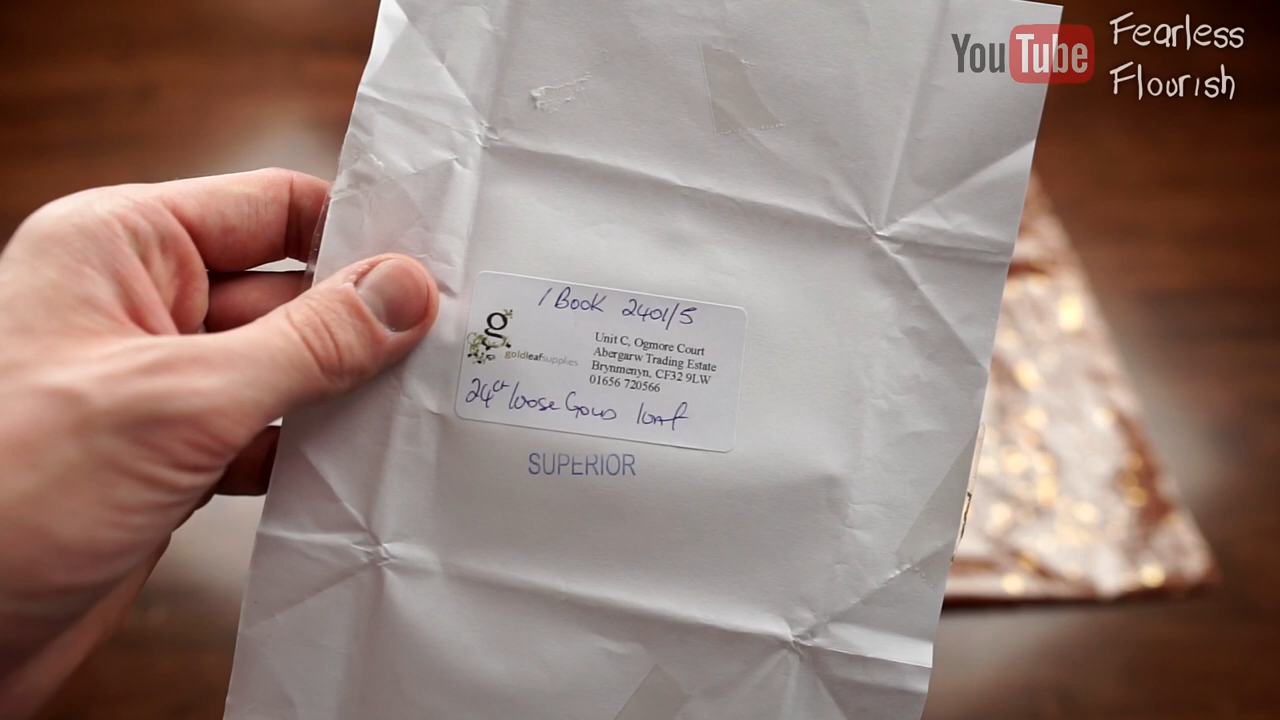 YouTube
Fearless
Flourish
1 Book 2401/5
g
goldleafsupplies
Unit C, Ogmore Court
Abergarw Trading Estate
Brynmenyn, CF32 9LW
01656 720566
24ct loose Gold leaf
SUPERIOR